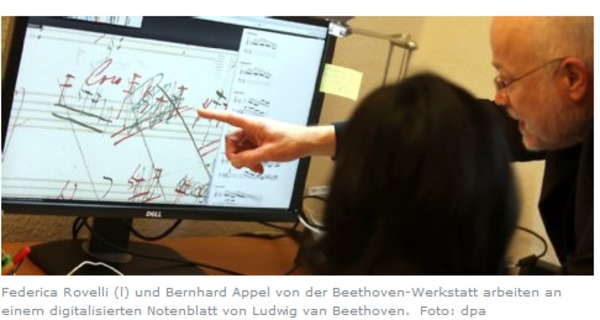 DELL
Federica Rovelli (l) und Bernhard Appel von der Beethoven-Werkstatt arbeiten an
einem digitalisierten Notenblatt von Ludwig van Beethoven. Foto: dpa